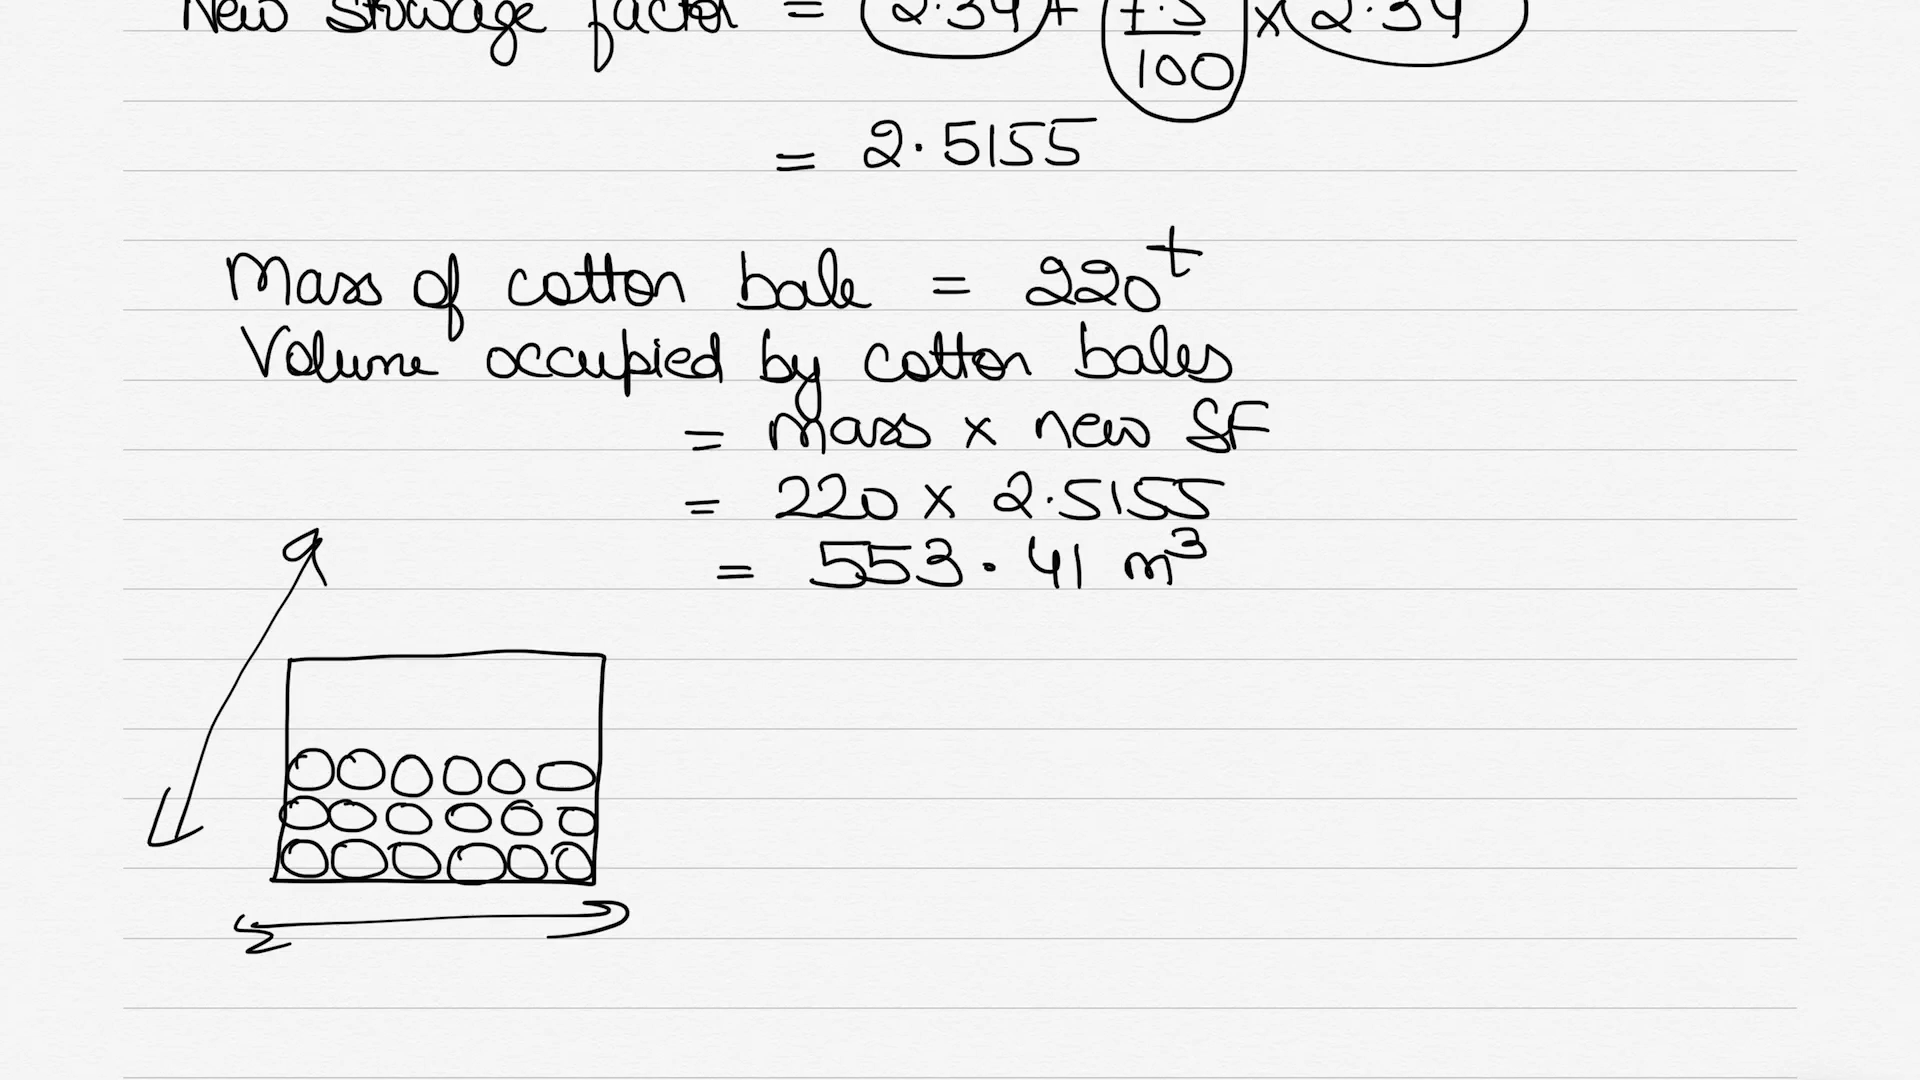 New stowage factor = 2.34 + 7.5/100 × 2.34
= 2.5155
Mass of cotton bale = 220t
Volume occupied by cotton bales
= Mass × new SF
= 220 × 2.5155
= 553.41 m³